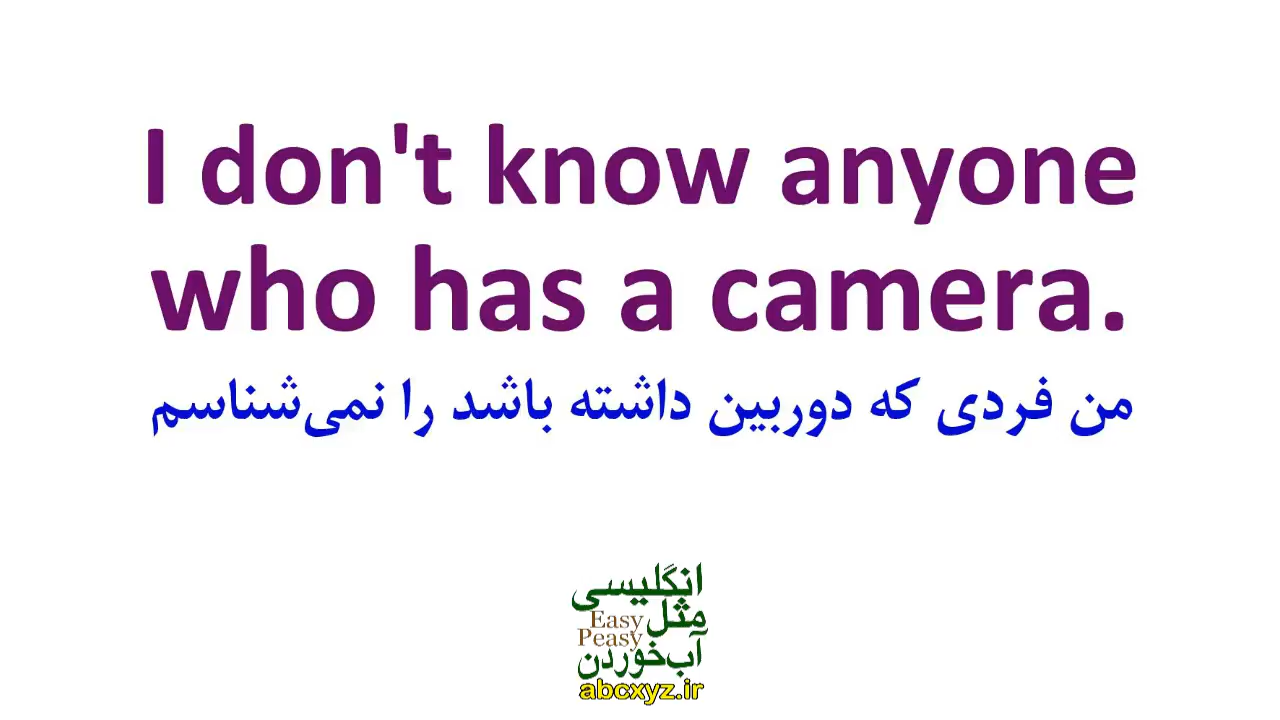 I don't know anyone
who has a camera.
من فردی که دوربین داشته باشد را نمی‌شناسم
انگلیسی
مثل
Easy
Peasy
آب‌خوردن
abcxyz.ir